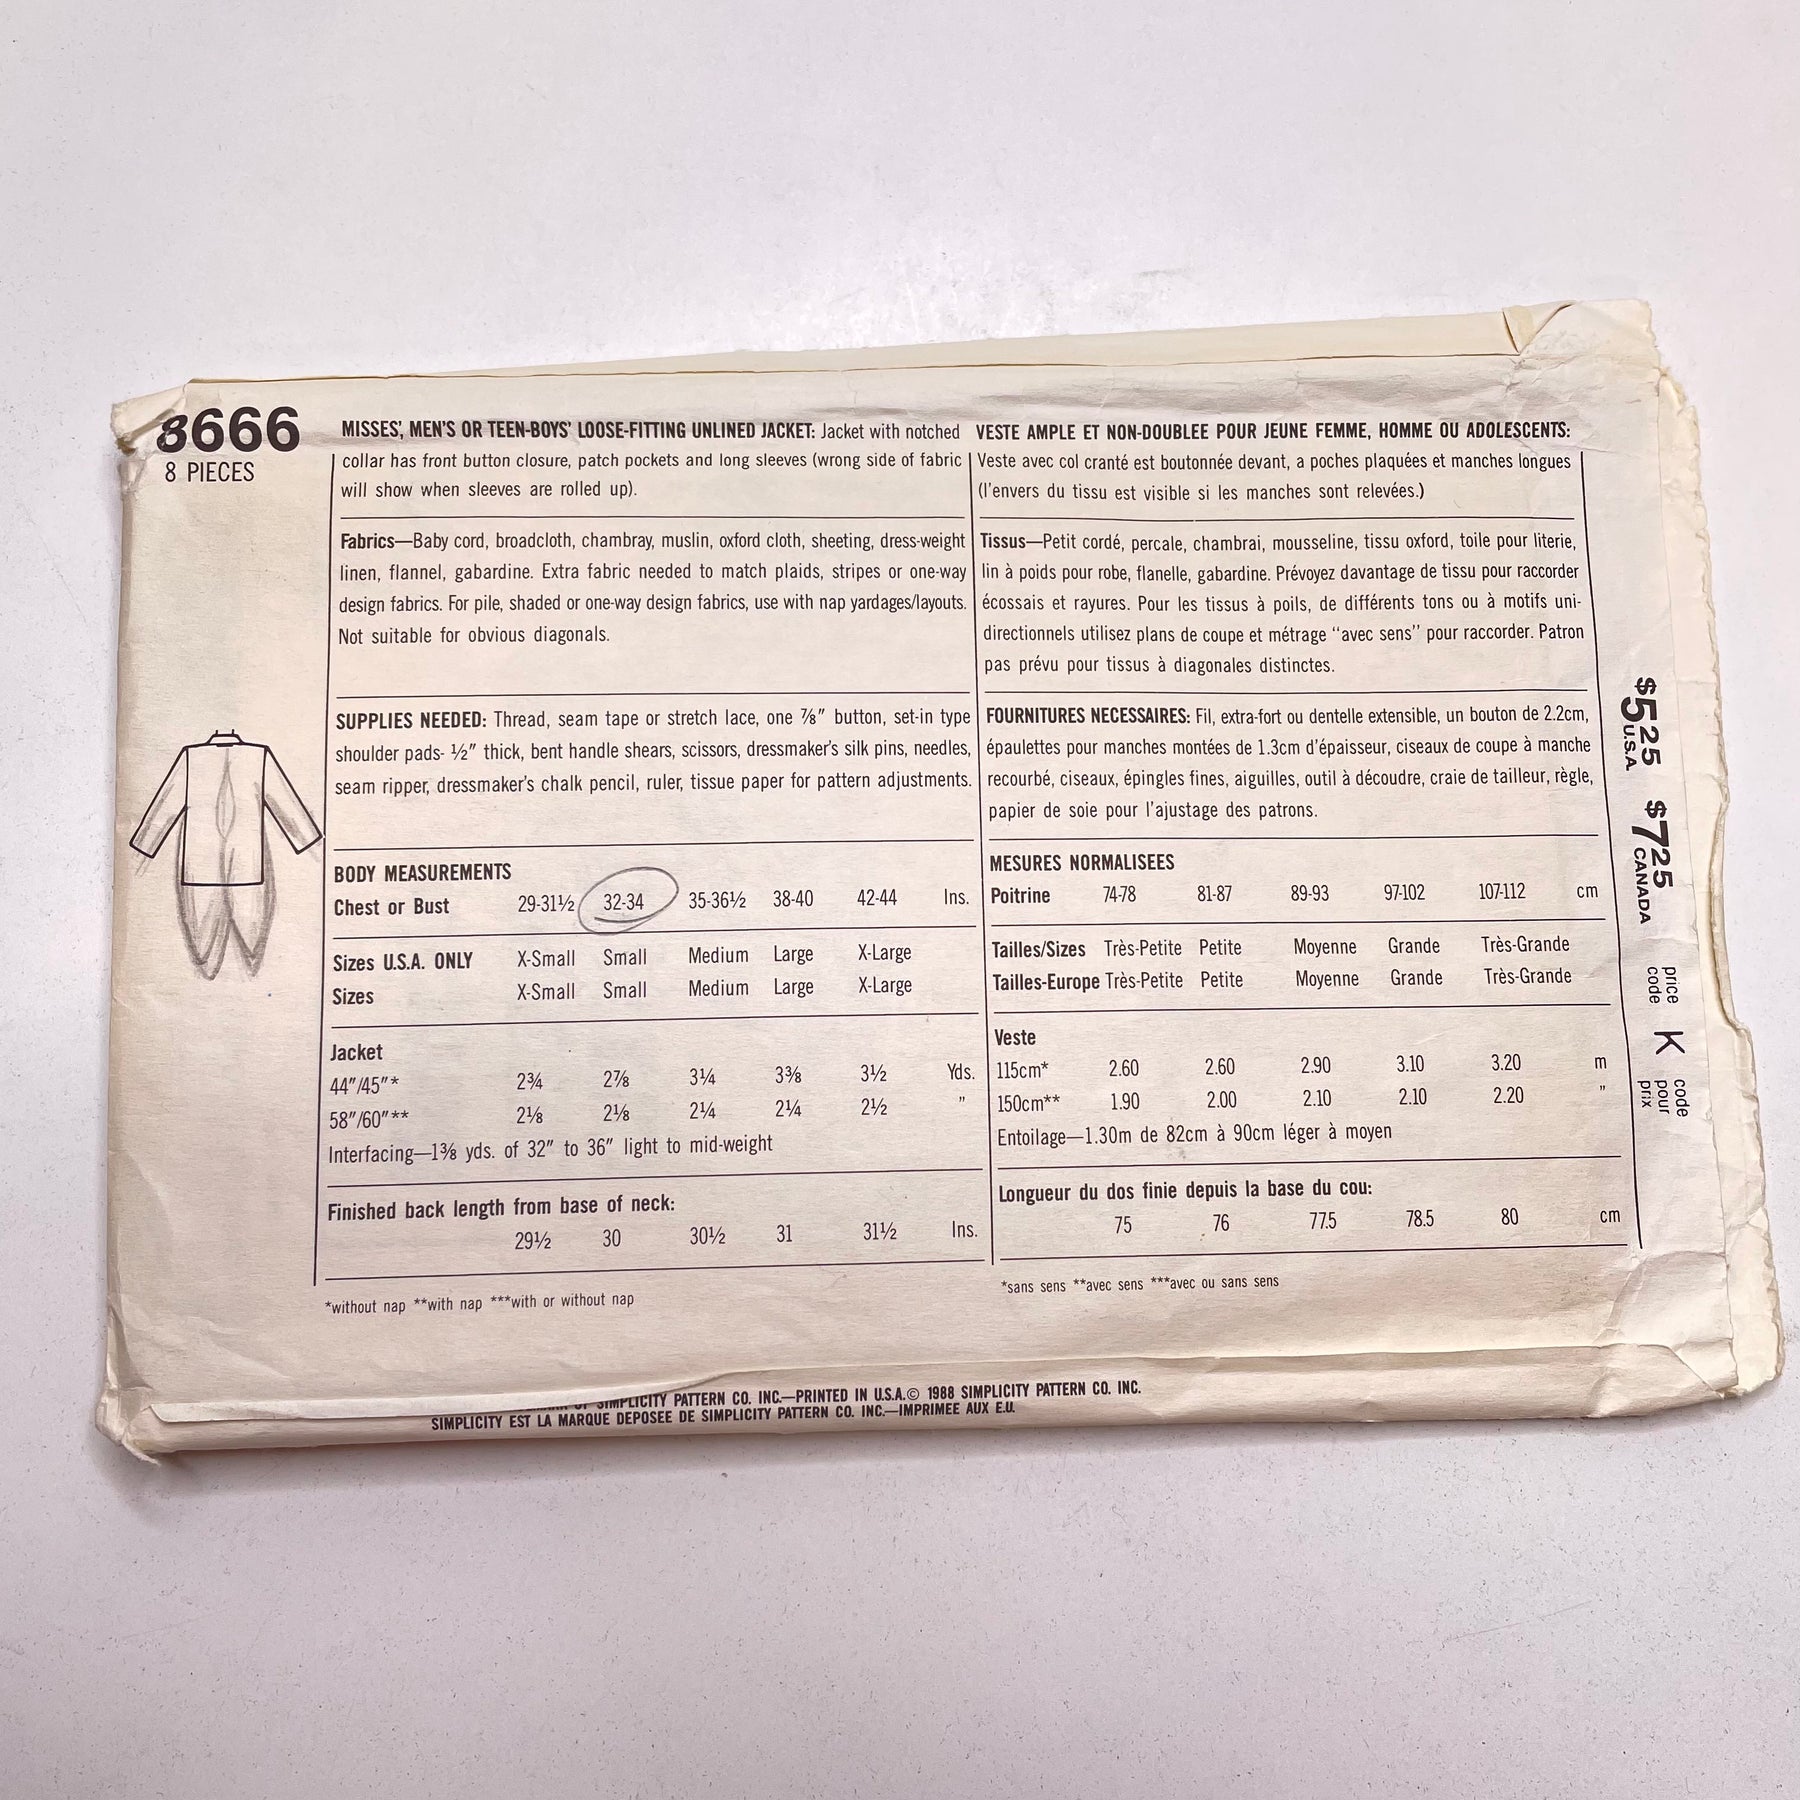 8666
8 PIECES
MISSES', MEN'S OR TEEN-BOYS' LOOSE-FITTING UNLINED JACKET: Jacket with notched
collar has front button closure, patch pockets and long sleeves (wrong side of fabric
will show when sleeves are rolled up).
Fabrics—Baby cord, broadcloth, chambray, muslin, oxford cloth, sheeting, dress-weight
linen, flannel, gabardine. Extra fabric needed to match plaids, stripes or one-way
design fabrics. For pile, shaded or one-way design fabrics, use with nap yardages/layouts.
Not suitable for obvious diagonals.
SUPPLIES NEEDED: Thread, seam tape or stretch lace, one ⅞" button, set-in type
shoulder pads- ½" thick, bent handle shears, scissors, dressmaker's silk pins, needles,
seam ripper, dressmaker's chalk pencil, ruler, tissue paper for pattern adjustments.
BODY MEASUREMENTS
Chest or Bust 29-31½ 32-34 35-36½ 38-40 42-44 Ins.
Sizes U.S.A. ONLY X-Small Small Medium Large X-Large
Sizes X-Small Small Medium Large X-Large
Jacket
44"/45"* 2¾ 2⅞ 3¼ 3⅜ 3½ Yds.
58"/60"** 2⅛ 2⅛ 2¼ 2¼ 2½ "
Interfacing—1⅜ yds. of 32" to 36" light to mid-weight
Finished back length from base of neck:
29½ 30 30½ 31 31½ Ins.
*without nap **with nap ***with or without nap
VESTE AMPLE ET NON-DOUBLEE POUR JEUNE FEMME, HOMME OU ADOLESCENTS:
Veste avec col cranté est boutonnée devant, a poches plaquées et manches longues
(l'envers du tissu est visible si les manches sont relevées.)
Tissus—Petit cordé, percale, chambrai, mousseline, tissu oxford, toile pour literie,
lin à poids pour robe, flanelle, gabardine. Prévoyez davantage de tissu pour raccorder
écossais et rayures. Pour les tissus à poils, de différents tons ou à motifs uni-
directionnels utilisez plans de coupe et métrage "avec sens" pour raccorder. Patron
pas prévu pour tissus à diagonales distinctes.
FOURNITURES NECESSAIRES: Fil, extra-fort ou dentelle extensible, un bouton de 2.2cm,
épaulettes pour manches montées de 1.3cm d'épaisseur, ciseaux de coupe à manche
recourbé, ciseaux, épingles fines, aiguilles, outil à découdre, craie de tailleur, règle,
papier de soie pour l'ajustage des patrons.
MESURES NORMALISEES
Poitrine 74-78 81-87 89-93 97-102 107-112 cm
Tailles/Sizes Très-Petite Petite Moyenne Grande Très-Grande
Tailles-Europe Très-Petite Petite Moyenne Grande Très-Grande
Veste
115cm* 2.60 2.60 2.90 3.10 3.20 m
150cm** 1.90 2.00 2.10 2.10 2.20 "
Entoilage—1.30m de 82cm à 90cm léger à moyen
Longueur du dos finie depuis la base du cou:
75 76 77.5 78.5 80 cm
*sans sens **avec sens ***avec ou sans sens
$5.25 U.S.A. $7.25 CANADA
price code K code pour prix
SIMPLICITY PATTERN CO. INC.—PRINTED IN U.S.A.© 1988 SIMPLICITY PATTERN CO. INC.
SIMPLICITY EST LA MARQUE DEPOSEE DE SIMPLICITY PATTERN CO. INC.—IMPRIMEE AUX E.U.